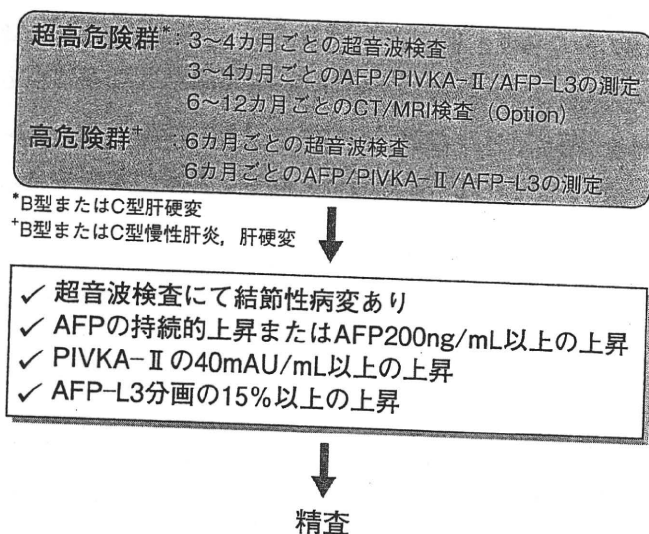 超高危険群*：3〜4カ月ごとの超音波検査
3〜4カ月ごとのAFP/PIVKA-Ⅱ/AFP-L3の測定
6〜12カ月ごとのCT/MRI検査（Option）
高危険群+：6カ月ごとの超音波検査
6カ月ごとのAFP/PIVKA-Ⅱ/AFP-L3の測定
*B型またはC型肝硬変
+B型またはC型慢性肝炎，肝硬変
✓ 超音波検査にて結節性病変あり
✓ AFPの持続的上昇またはAFP200ng/mL以上の上昇
✓ PIVKA-Ⅱの40mAU/mL以上の上昇
✓ AFP-L3分画の15%以上の上昇
精査